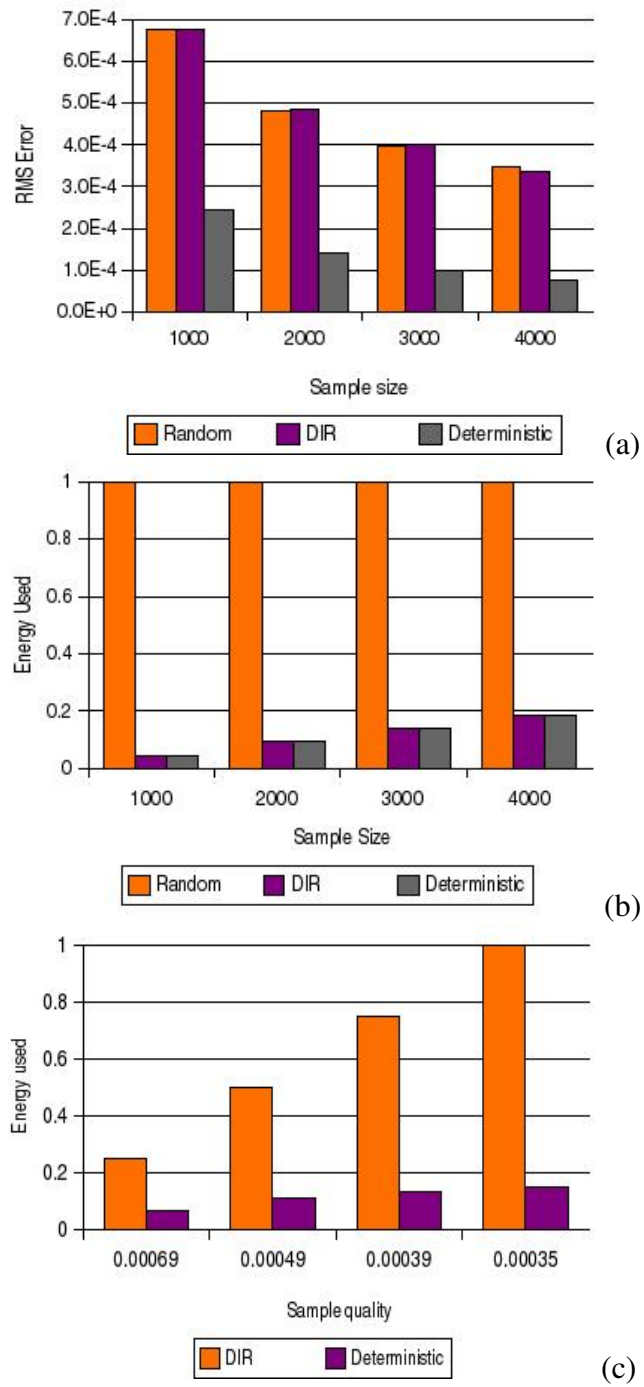 7.0E-4
6.0E-4
5.0E-4
4.0E-4
3.0E-4
2.0E-4
1.0E-4
0.0E+0
RMS Error
1000 2000 3000 4000
Sample size
Random DIR Deterministic
(a)
1
0.8
0.6
0.4
0.2
0
Energy Used
1000 2000 3000 4000
Sample Size
Random DIR Deterministic
(b)
1
0.8
0.6
0.4
0.2
0
Energy used
0.00069 0.00049 0.00039 0.00035
Sample quality
DIR Deterministic
(c)